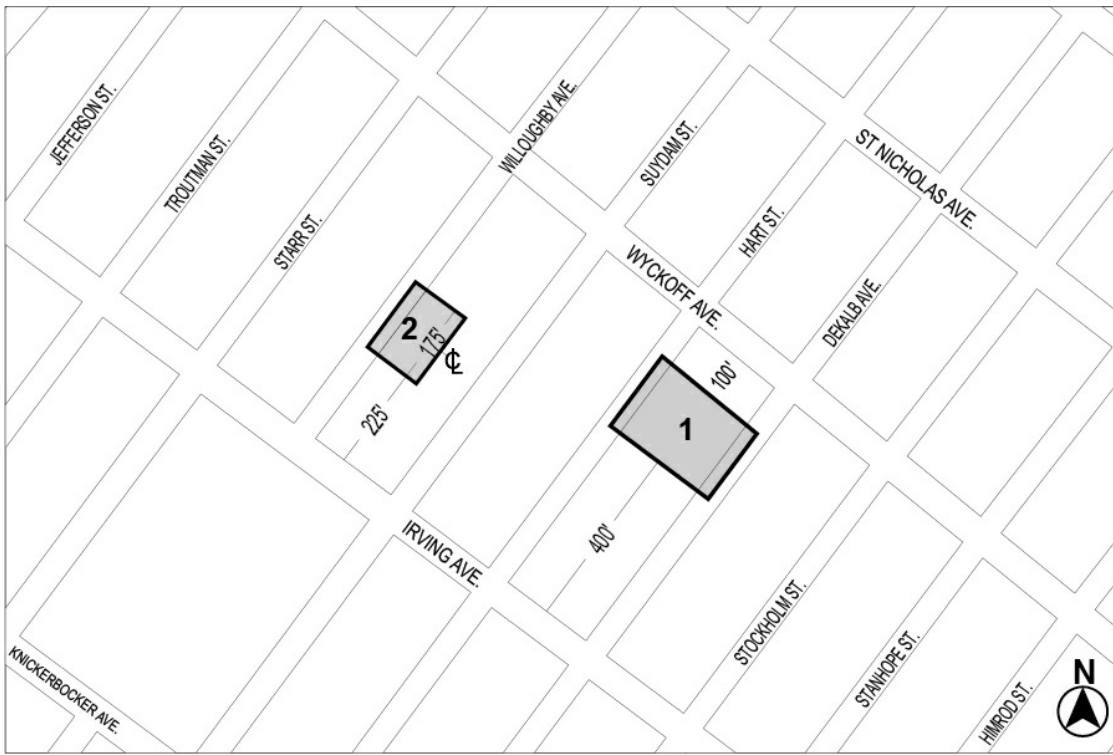 JEFFERSON ST.
TROUTMAN ST.
STARR ST.
WILLOUGHBY AVE.
SUYDAM ST.
HART ST.
ST NICHOLAS AVE.
WYCKOFF AVE.
DEKALB AVE.
2
175'
℄
225'
100'
1
400'
IRVING AVE.
STOCKHOLM ST.
STANHOPE ST.
HIMROD ST.
KNICKERBOCKER AVE.
N